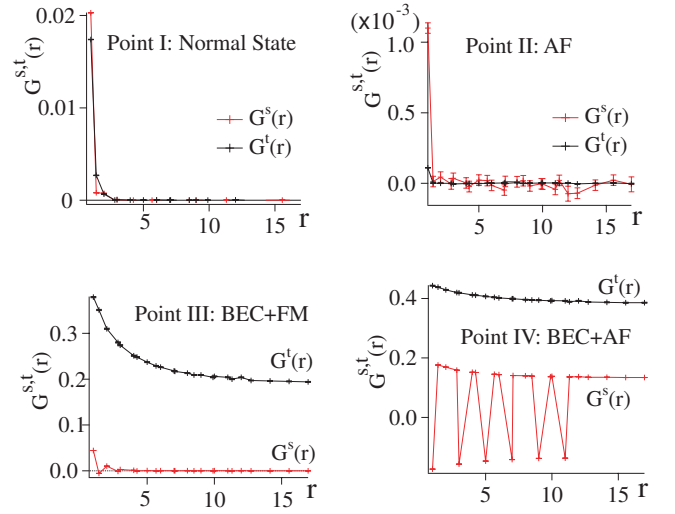 Point I: Normal State
G^{s,t}(r)
0.02
0.01
0
G^s(r)
G^t(r)
5
10
15
r
(×10^{-3})
Point II: AF
G^{s,t}(r)
1.0
0.5
0.0
G^s(r)
G^t(r)
5
10
15
r
Point III: BEC+FM
G^{s,t}(r)
0.3
0.2
0.1
0.0
G^t(r)
G^s(r)
5
10
15
r
G^t(r)
Point IV: BEC+AF
G^{s,t}(r)
0.4
0.2
0.0
G^s(r)
5
10
15
r